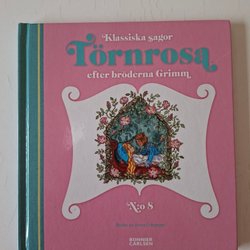 Klassiska sagor
Törnrosa
efter bröderna Grimm
N:o 8
BONNIER
CARLSEN